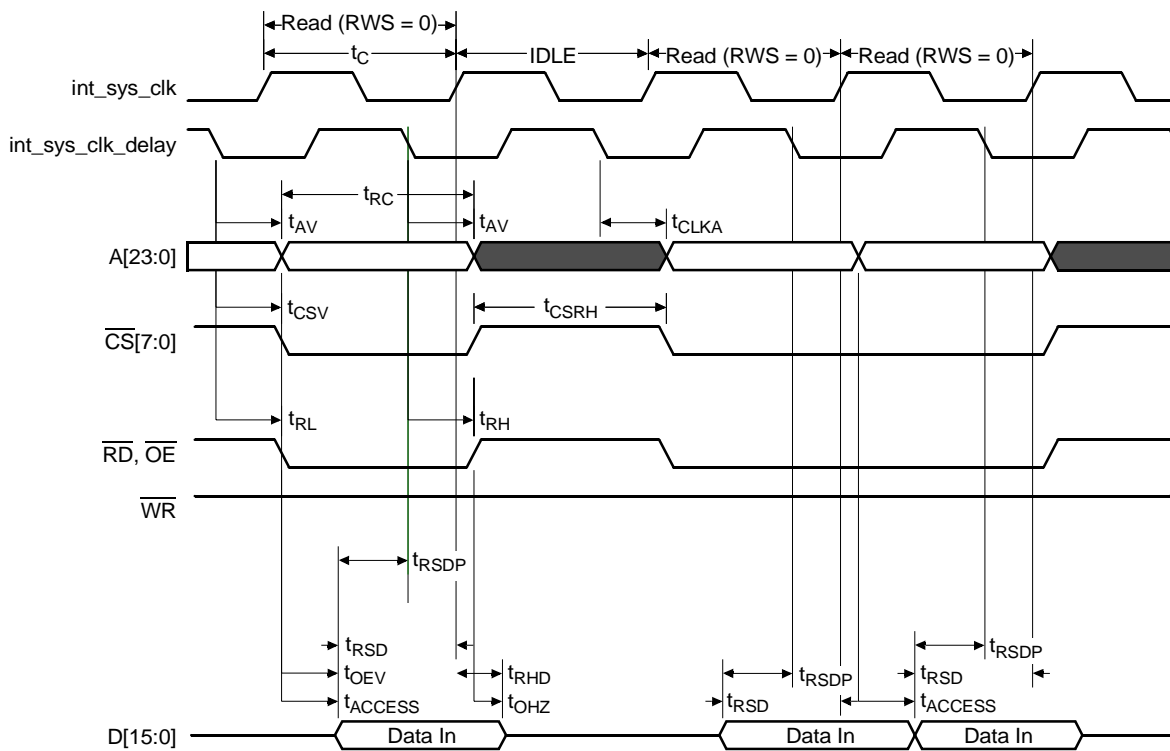 Read (RWS = 0)
tC IDLE Read (RWS = 0) Read (RWS = 0)
int_sys_clk
int_sys_clk_delay
tRC
tAV tAV tCLKA
A[23:0]
tCSV tCSRH
CS[7:0]
tRL tRH
RD, OE
WR
tRSDP
tRSD tRSDP
tOEV tRHD tRSDP tRSD
tACCESS tOHZ tRSD tACCESS
D[15:0] Data In Data In Data In